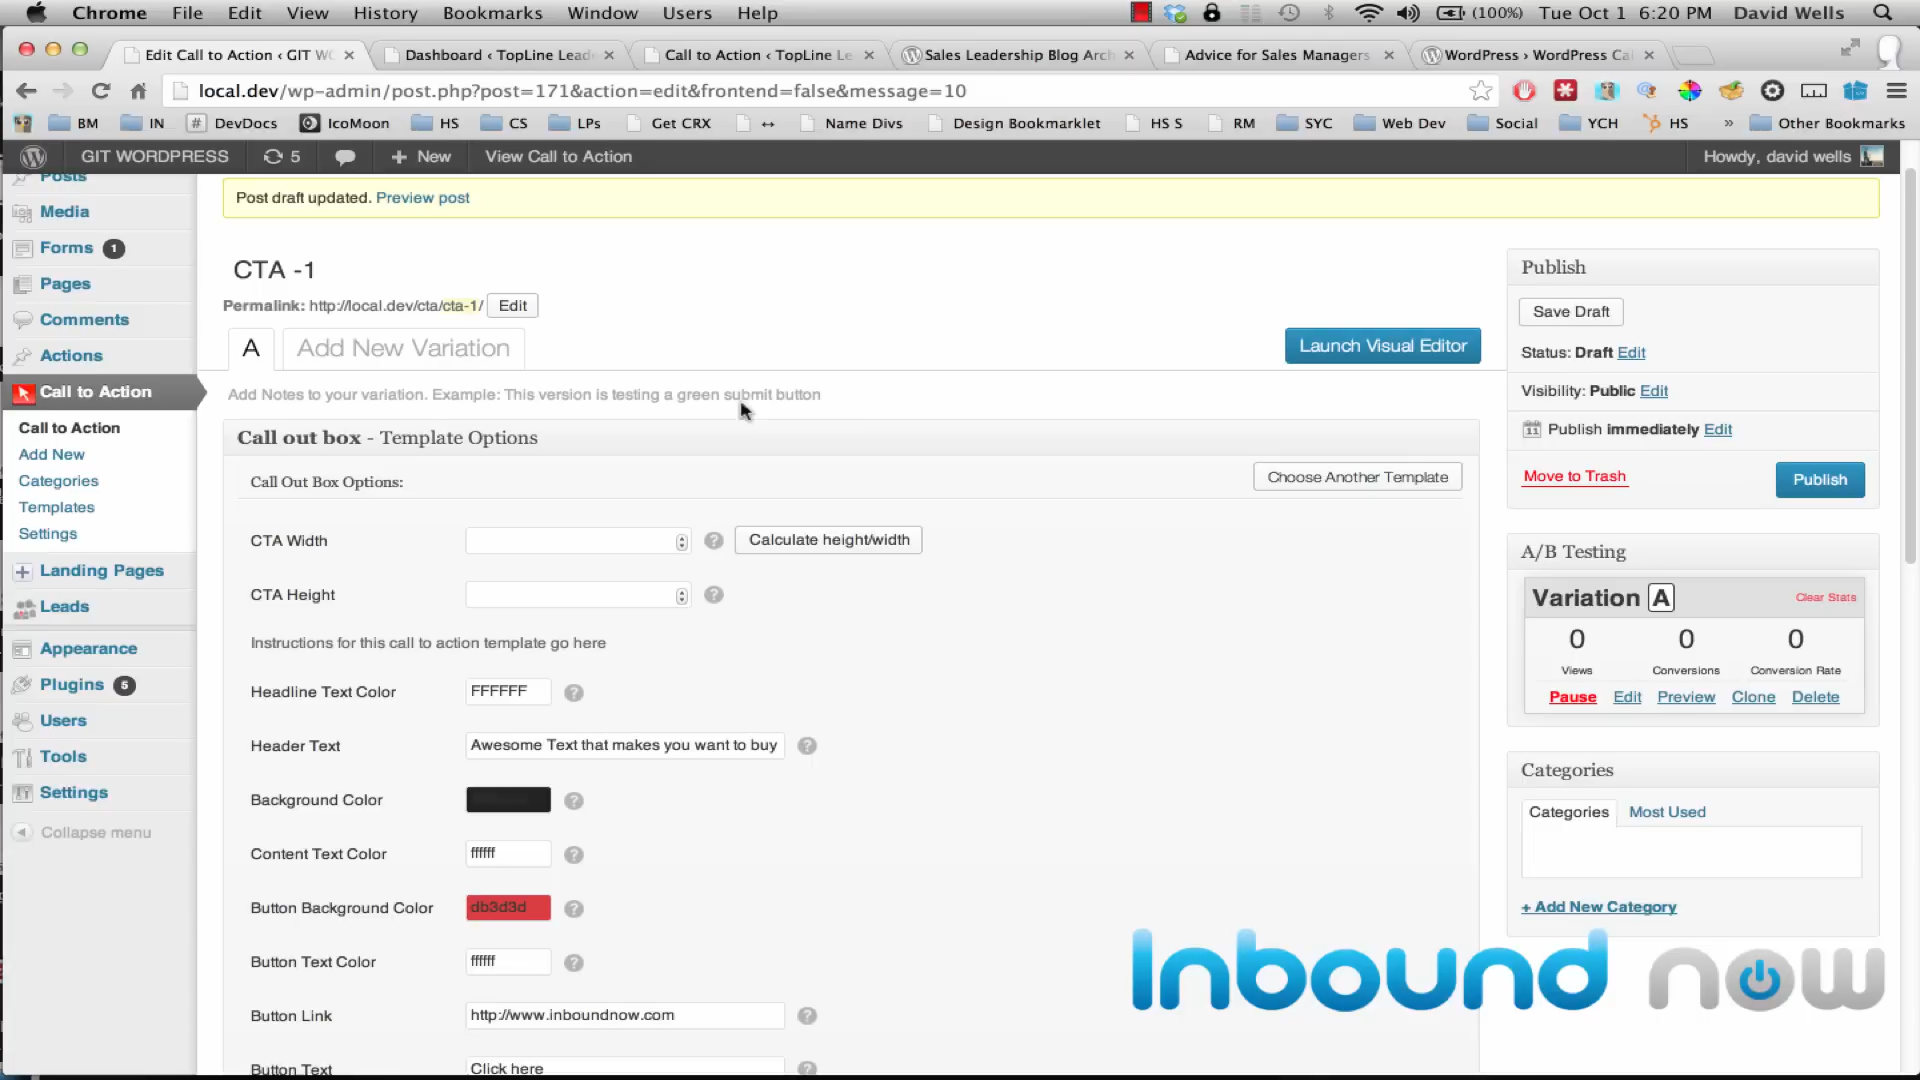 Chrome File Edit View History Bookmarks Window Users Help (100%) Tue Oct 1 6:20 PM David Wells
Edit Call to Action ‹ GIT WO Dashboard ‹ TopLine Lead Call to Action ‹ TopLine Le Sales Leadership Blog Arch Advice for Sales Managers WordPress › WordPress Cal
local.dev/wp-admin/post.php?post=171&action=edit&frontend=false&message=10
BM IN # DevDocs IcoMoon HS CS LPs Get CRX ↔ Name Divs Design Bookmarklet HS S RM SYC Web Dev Social YCH HS » Other Bookmarks
GIT WORDPRESS 5 + New View Call to Action Howdy, david wells
Posts
Media
Forms 1
Pages
Comments
Actions
Call to Action
Call to Action
Add New
Categories
Templates
Settings
Landing Pages
Leads
Appearance
Plugins 5
Users
Tools
Settings
Collapse menu
Post draft updated. Preview post
CTA -1
Permalink: http://local.dev/cta/cta-1/ Edit
A Add New Variation Launch Visual Editor
Add Notes to your variation. Example: This version is testing a green submit button
Call out box - Template Options
Call Out Box Options: Choose Another Template
CTA Width ? Calculate height/width
CTA Height ?
Instructions for this call to action template go here
Headline Text Color FFFFFF ?
Header Text Awesome Text that makes you want to buy ?
Background Color ?
Content Text Color ffffff ?
Button Background Color db3d3d ?
Button Text Color ffffff ?
Button Link http://www.inboundnow.com ?
Button Text Click here ?
Publish
Save Draft
Status: Draft Edit
Visibility: Public Edit
11 Publish immediately Edit
Move to Trash Publish
A/B Testing
Variation A Clear Stats
0 0 0
Views Conversions Conversion Rate
Pause Edit Preview Clone Delete
Categories
Categories Most Used
+ Add New Category
Inbound now